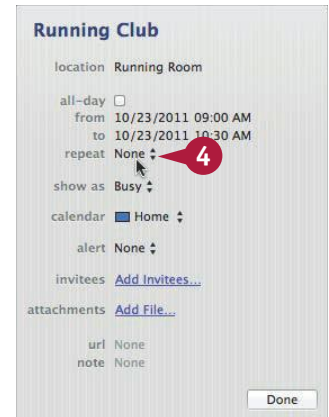 Running Club
location Running Room
all-day
from 10/23/2011 09:00 AM
to 10/23/2011 10:30 AM
repeat None
4
show as Busy
calendar Home
alert None
invitees Add Invitees...
attachments Add File...
url None
note None
Done